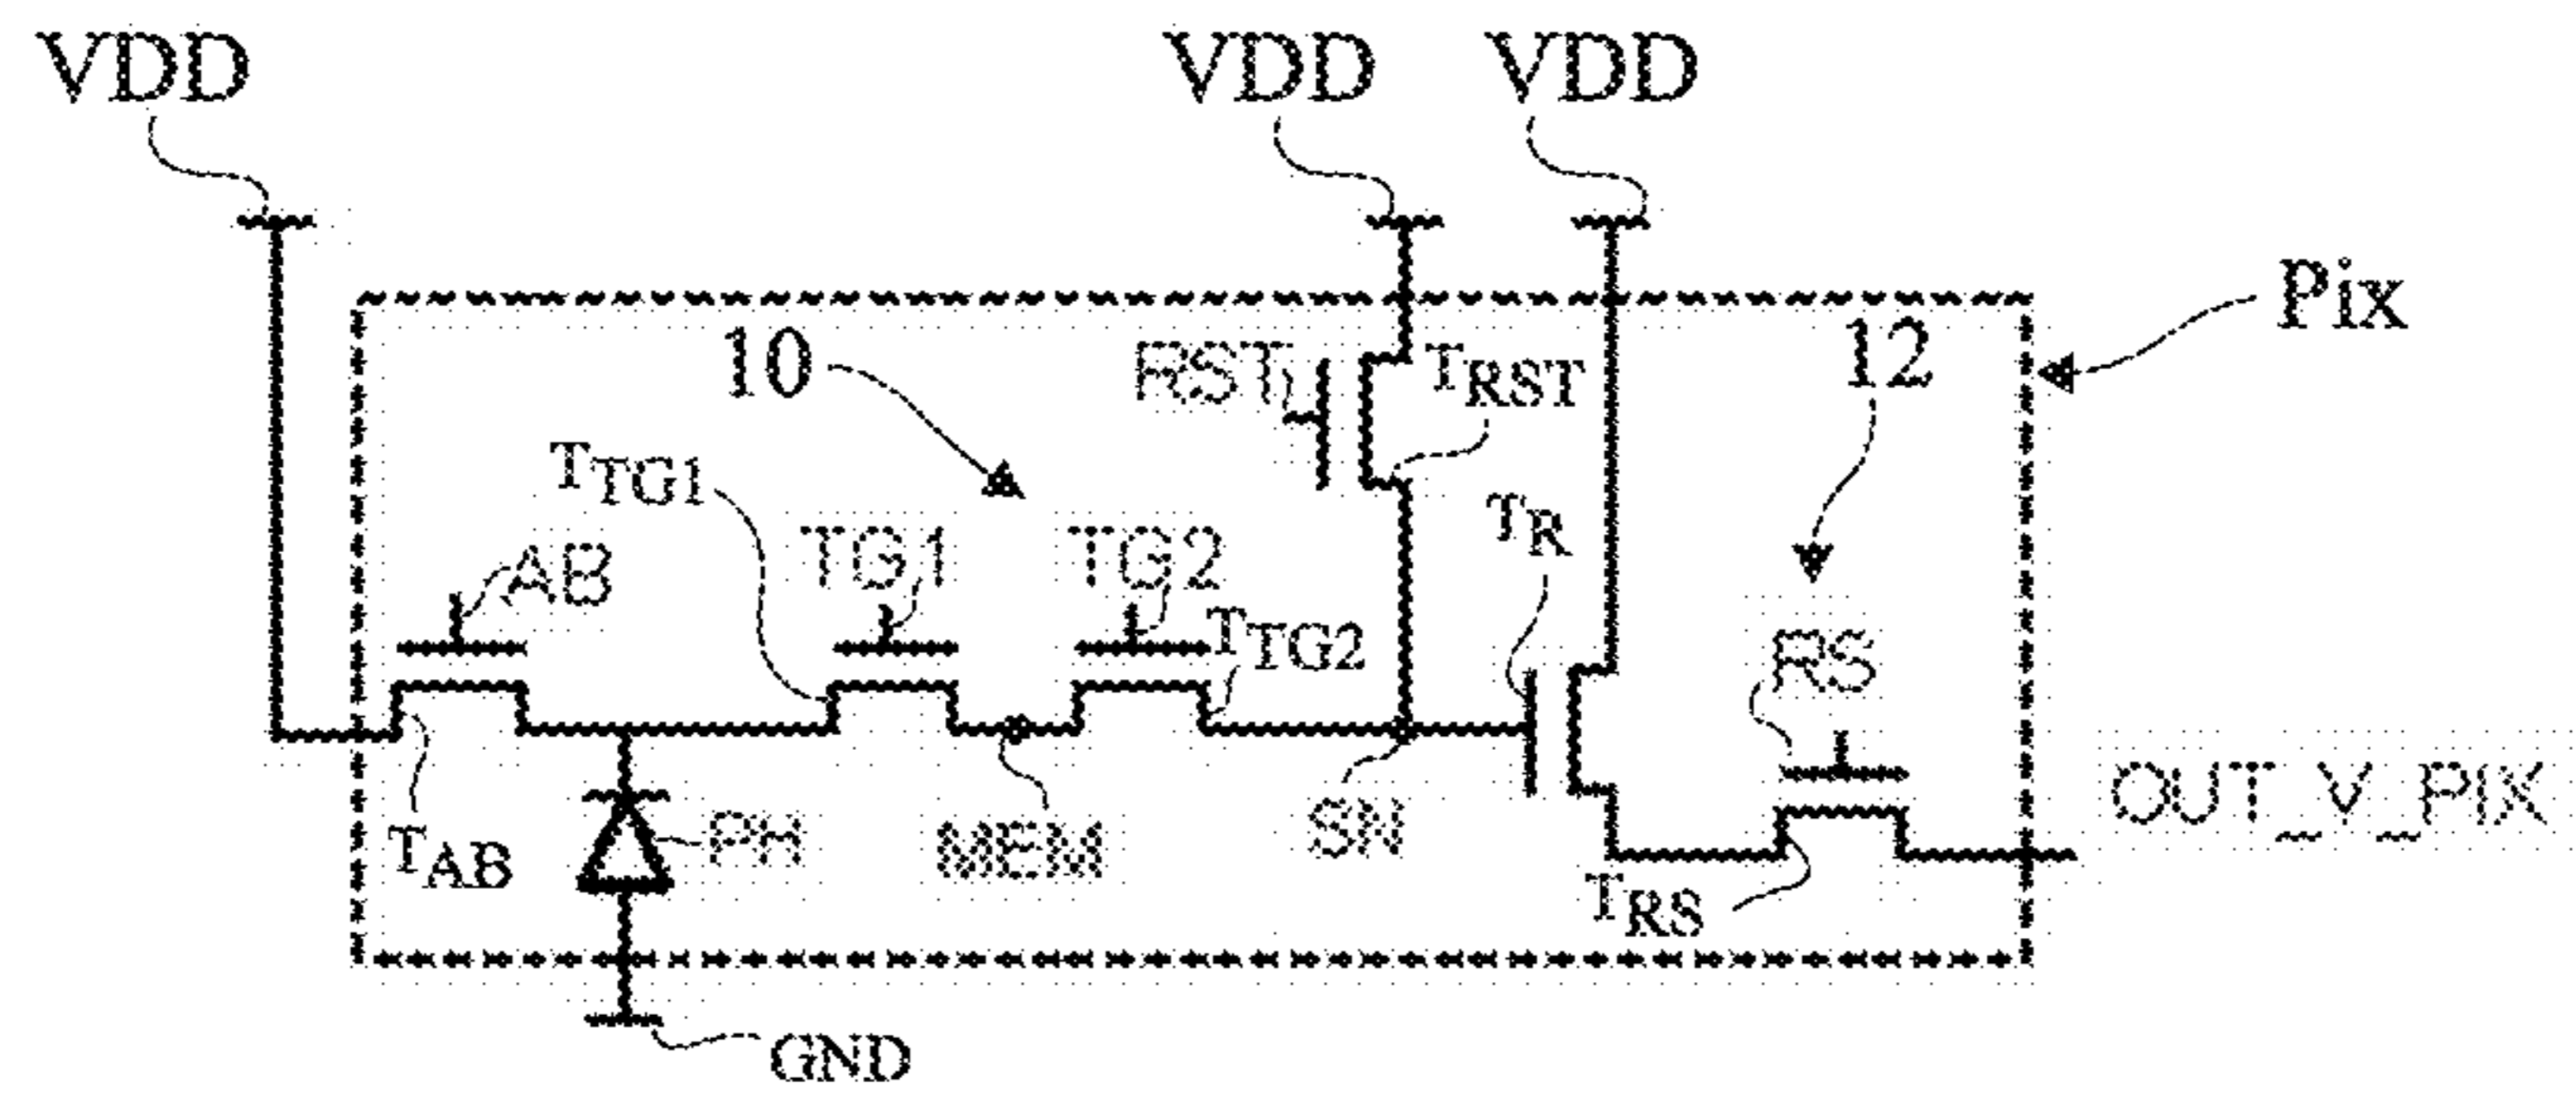 VDD VDD VDD
Pix
10 RST TRST 12
TTG1 TR
AB TG1 TG2
TTG2 RS
OUT_V_PIX
TAB PH MEM SN
TRS
GND